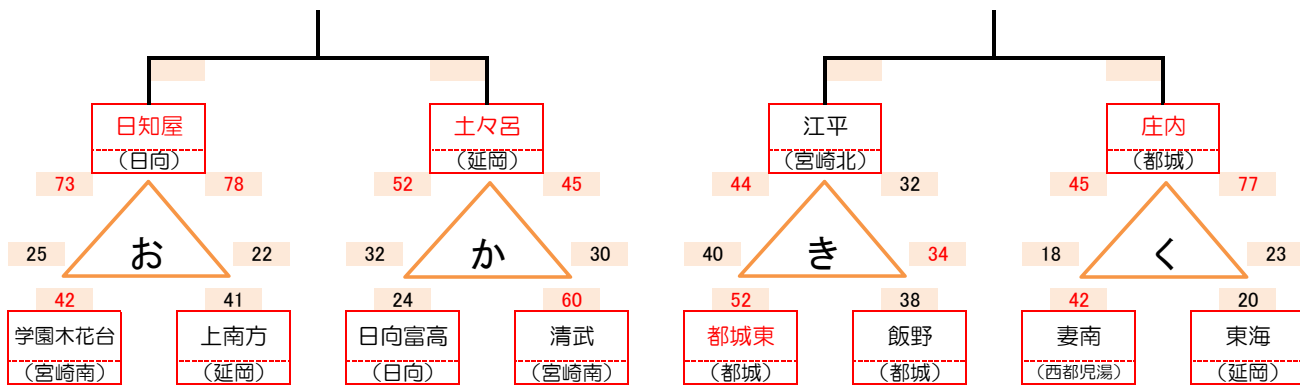 日知屋
(日向)
土々呂
(延岡)
江平
(宮崎北)
庄内
(都城)
73 78 52 45 44 32 45 77
25 お 22 32 か 30 40 き 34 18 く 23
42 41 24 60 52 38 42 20
学園木花台
(宮崎南)
上南方
(延岡)
日向富高
(日向)
清武
(宮崎南)
都城東
(都城)
飯野
(都城)
妻南
(西都児湯)
東海
(延岡)